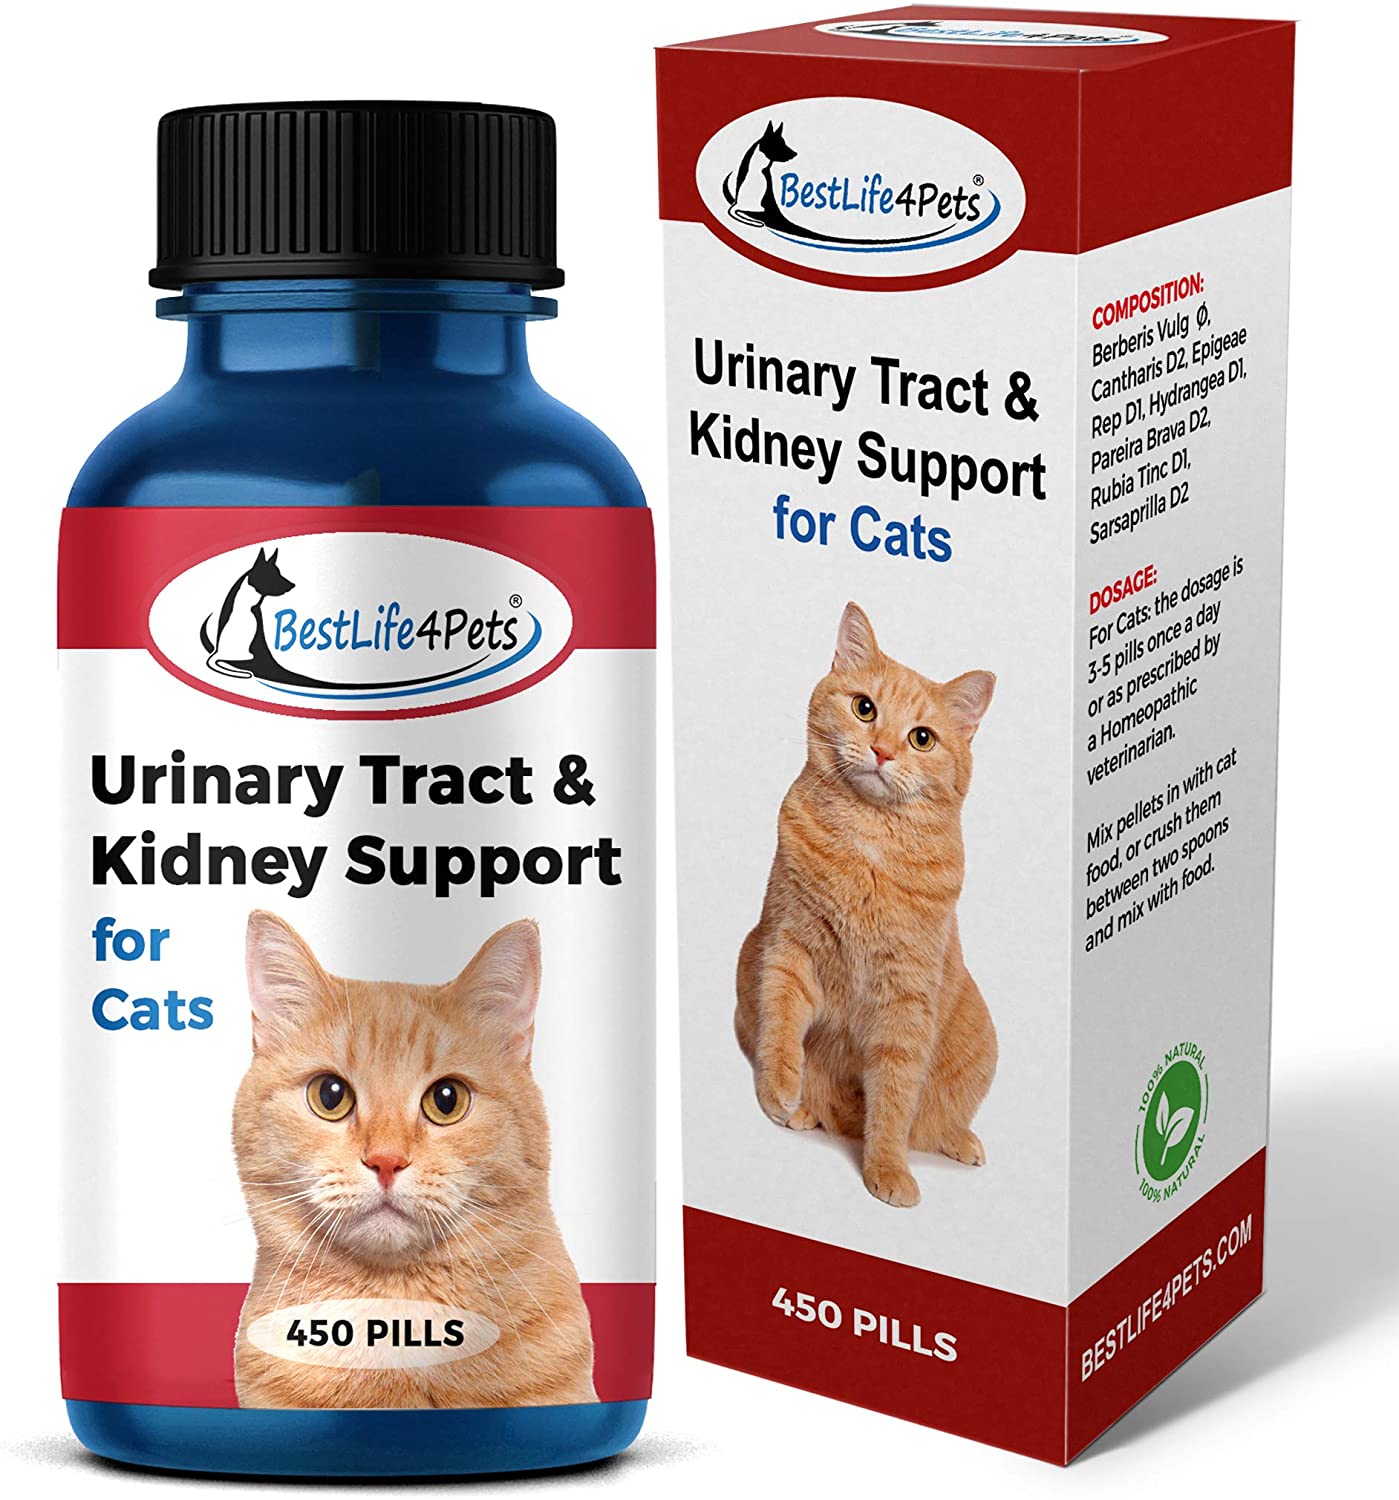 BestLife4Pets®
Urinary Tract &
Kidney Support
for
Cats
450 PILLS
BestLife4Pets®
Urinary Tract &
Kidney Support
for Cats
450 PILLS
COMPOSITION:
Berberis Vulg Ø,
Cantharis D2, Epigeae
Rep D1, Hydrangea D1,
Pareira Brava D2,
Rubia Tinc D1,
Sarsaprilla D2
DOSAGE:
For Cats: the dosage is
3-5 pills once a day
or as prescribed by
a Homeopathic
veterinarian.
Mix pellets in with cat
food, or crush them
between two spoons
and mix with food.
100% NATURAL
100% NATURAL
BESTLIFE4PETS.COM